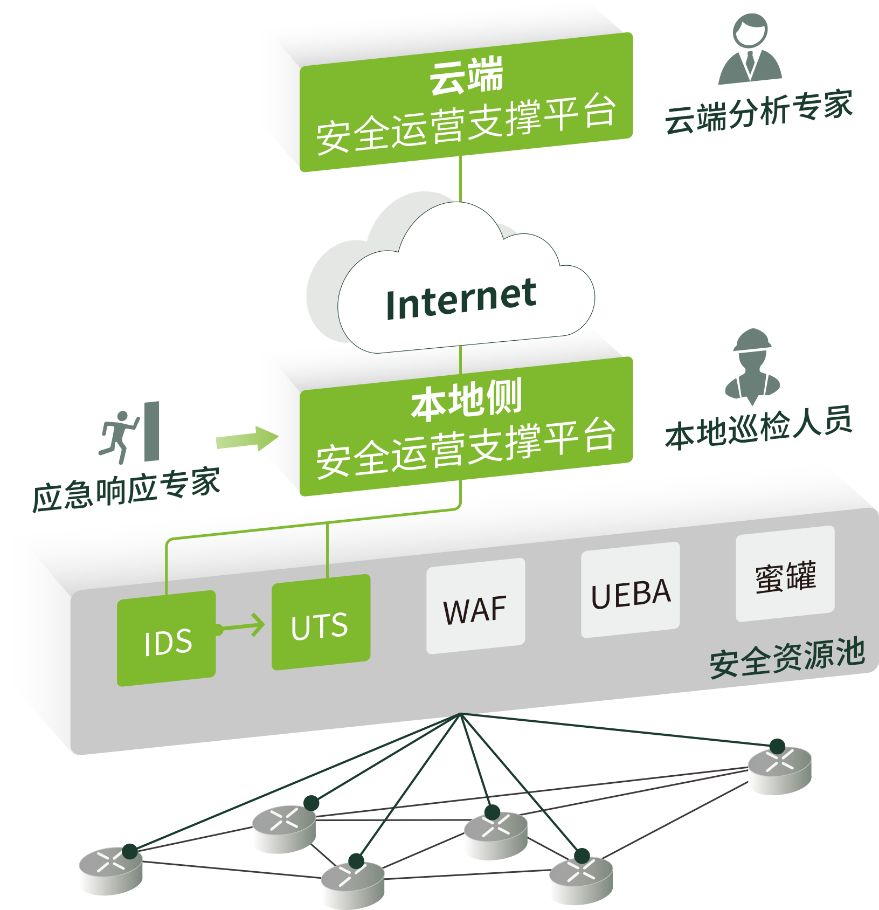 云端
安全运营支撑平台
云端分析专家
Internet
本地侧
安全运营支撑平台
本地巡检人员
应急响应专家
IDS
UTS
WAF
UEBA
蜜罐
安全资源池